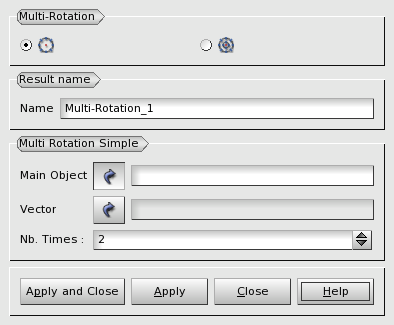 Multi-Rotation
Result name
Name Multi-Rotation_1
Multi Rotation Simple
Main Object
Vector
Nb. Times : 2
Apply and Close Apply Close Help